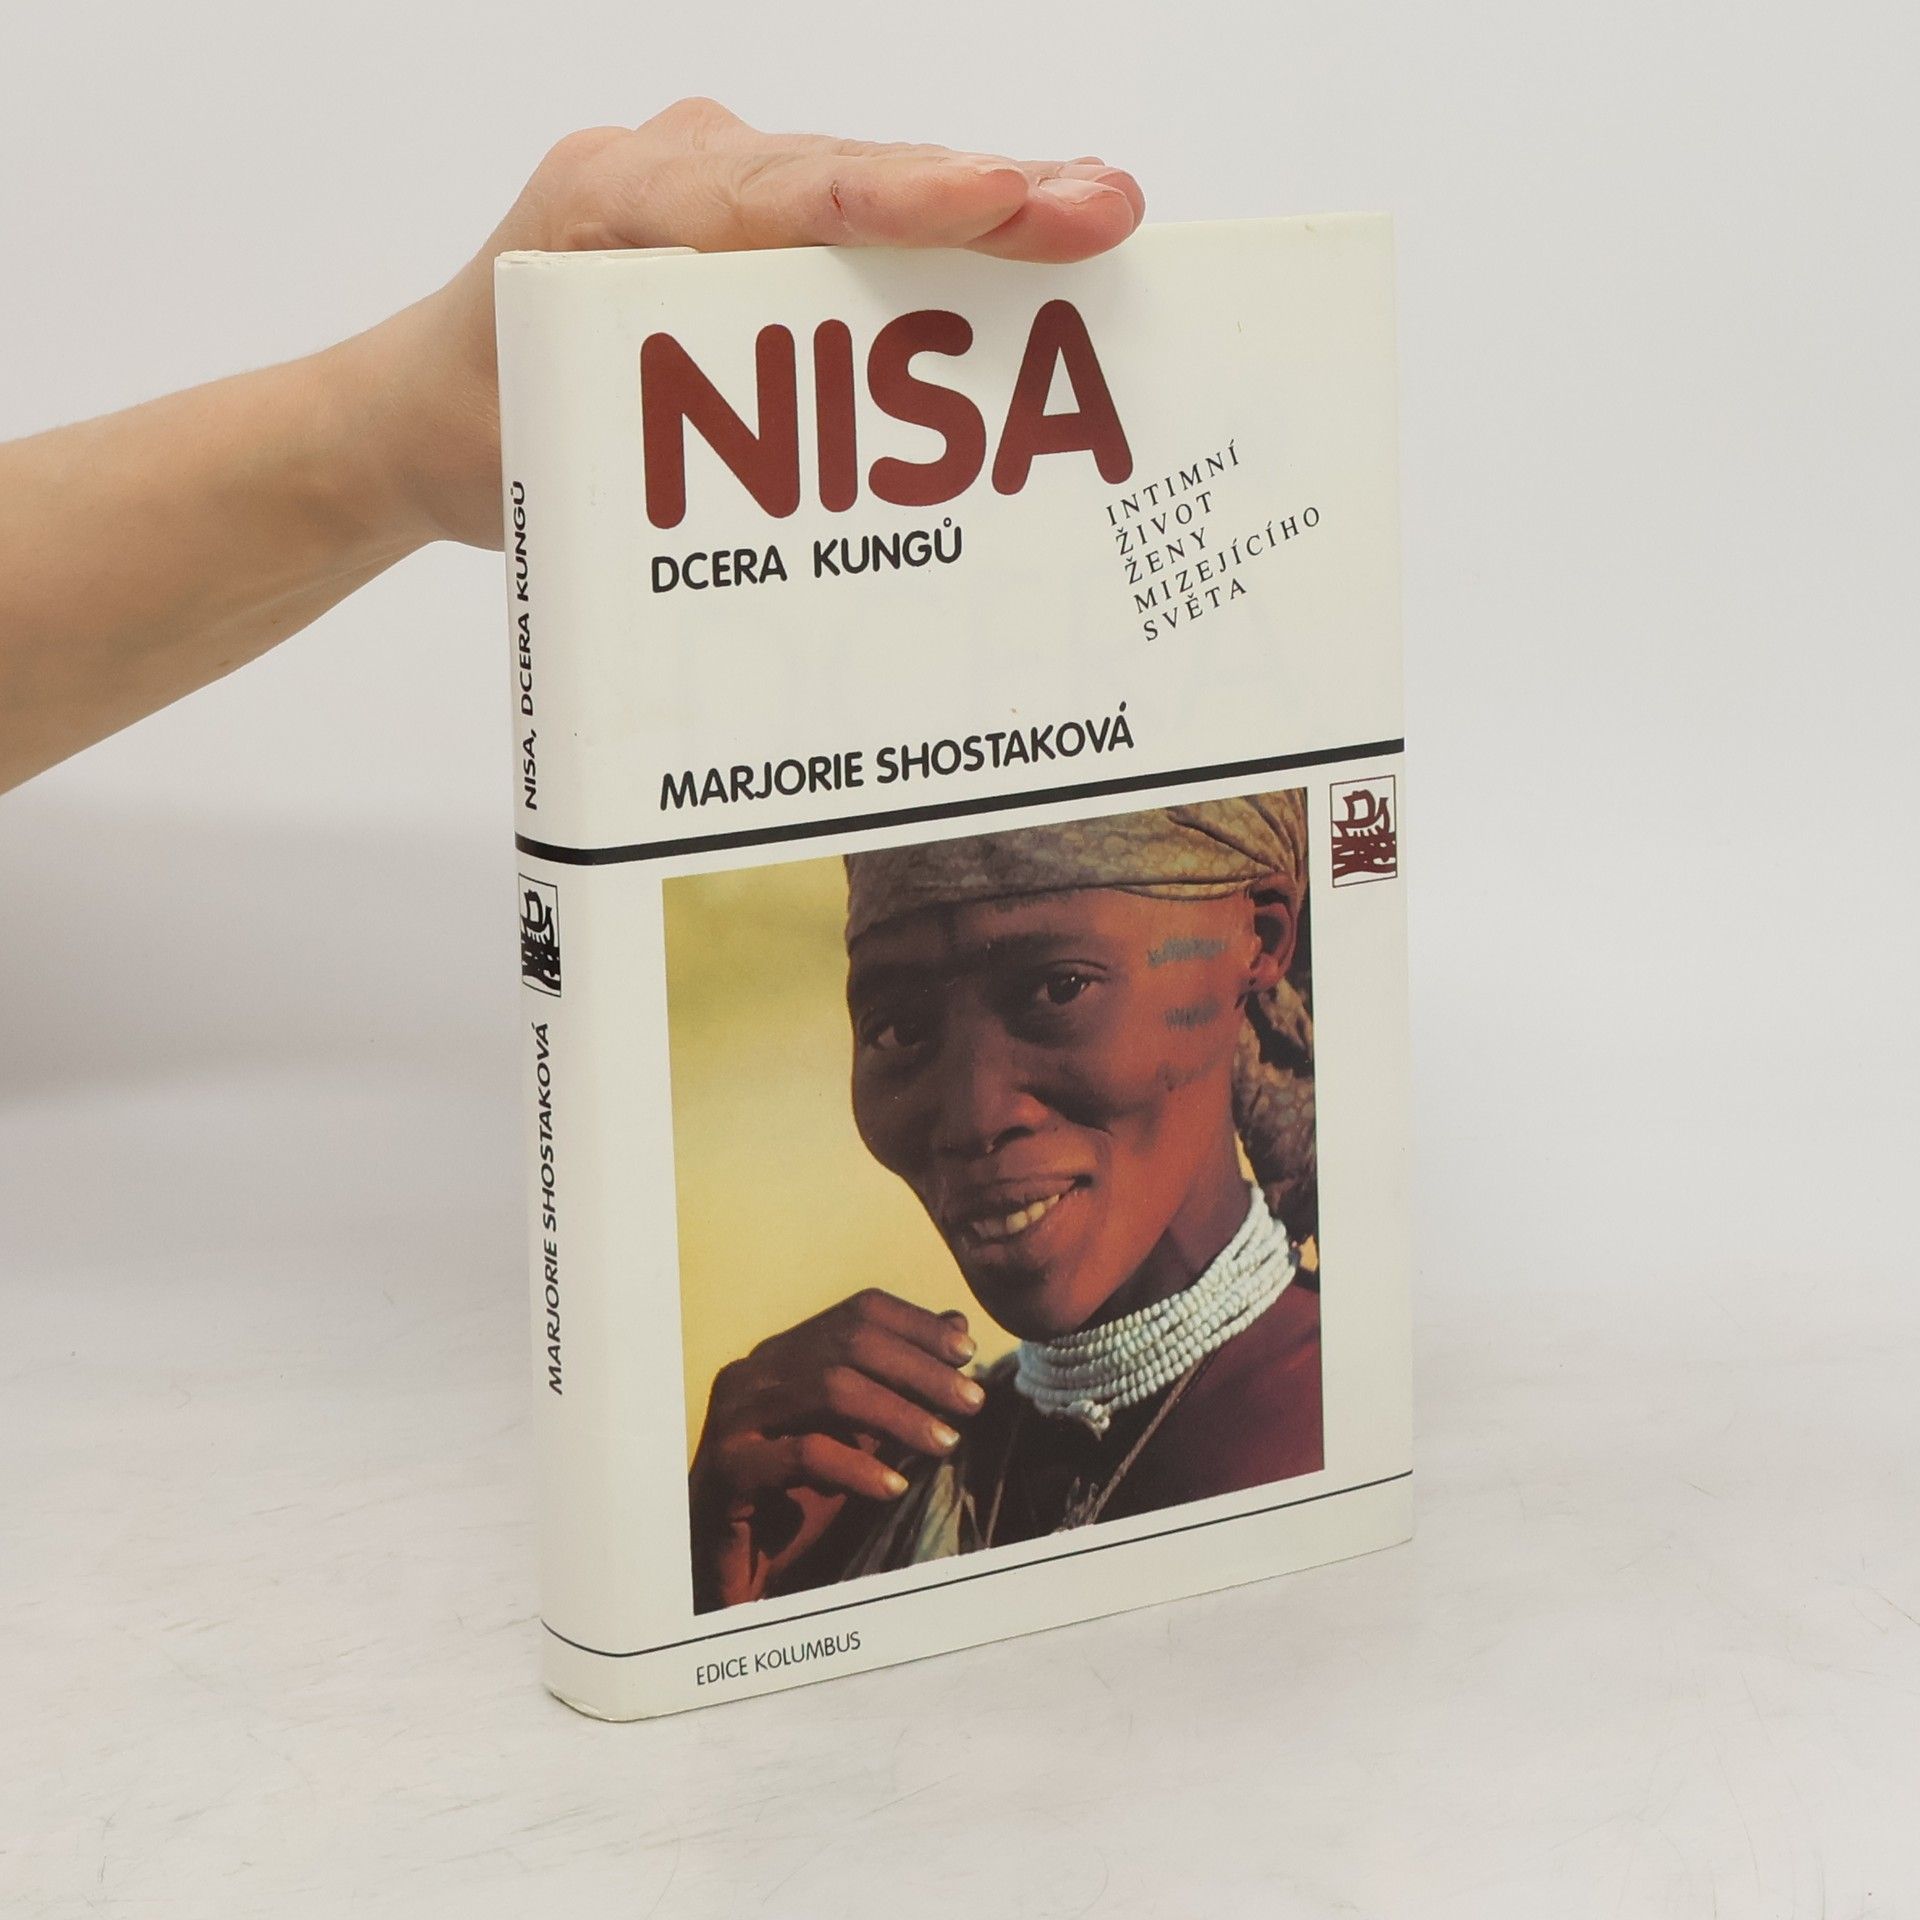 NISA
DCERA KUNGŮ
INTIMNÍ
ŽIVOT
ŽENY
MIZEJÍCÍHO
SVĚTA
MARJORIE SHOSTAKOVÁ
EDICE KOLUMBUS
NISA, DCERA KUNGŮ
MARJORIE SHOSTAKOVÁ